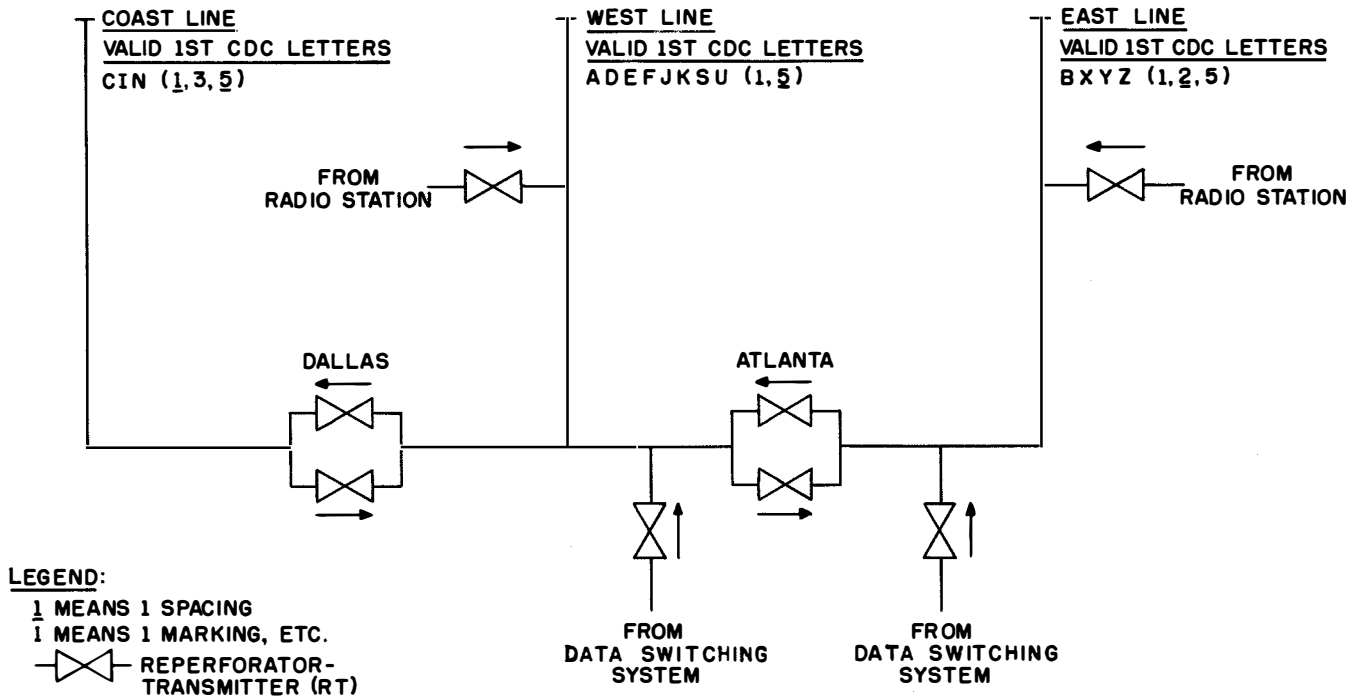 COAST LINE
VALID 1ST CDC LETTERS
CIN (1,3,5)
WEST LINE
VALID 1ST CDC LETTERS
ADEFJKSU (1,5)
EAST LINE
VALID 1ST CDC LETTERS
BXYZ (1,2,5)
FROM
RADIO STATION
FROM
RADIO STATION
DALLAS
ATLANTA
LEGEND:
1 MEANS 1 SPACING
1 MEANS 1 MARKING, ETC.
REPERFORATOR-
TRANSMITTER (RT)
FROM
DATA SWITCHING
SYSTEM
FROM
DATA SWITCHING
SYSTEM